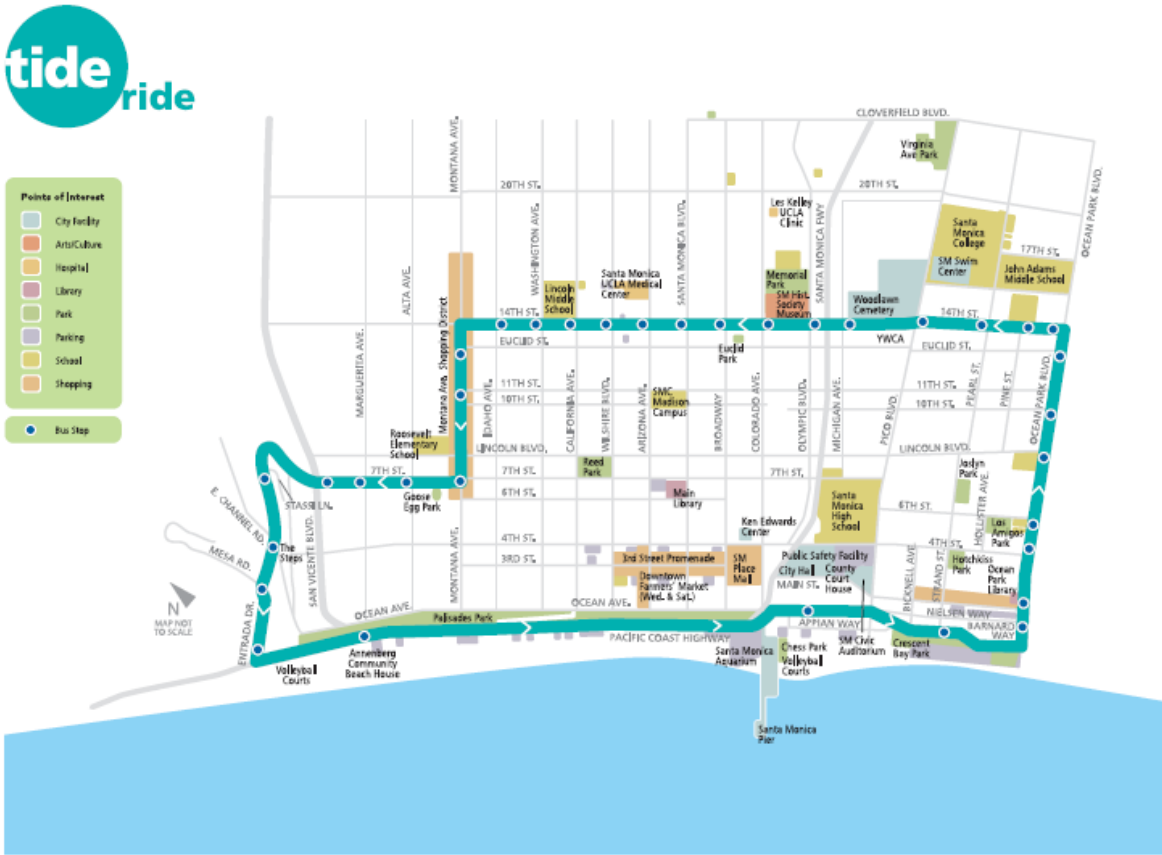 tide
ride
Points of Interest
City Facility
Arts/Culture
Hospital
Library
Park
Parking
School
Shopping
Bus Stop
CLOVERFIELD BLVD.
Virginia
Ave Park
MONTANA AVE.
20TH ST.
20TH ST.
OCEAN PARK BLVD.
WASHINGTON AVE.
SANTA MONICA BLVD.
Les Kelley
UCLA
Clinic
SANTA MONICA FWY
Santa
Monica
College
17TH ST.
SM Swim
Center
John Adams
Middle School
ALTA AVE.
Lincoln
Middle
School
Santa Monica
UCLA Medical
Center
Memorial
Park
SM Hist.
Society
Museum
Woodlawn
Cemetery
14TH ST.
14TH ST.
EUCLID ST.
Euclid
Park
YWCA
EUCLID ST.
MARGUERITA AVE.
Montana Ave. Shopping District
IDAHO AVE.
11TH ST.
10TH ST.
CALIFORNIA AVE.
WILSHIRE BLVD.
ARIZONA AVE.
SMC
Madison
Campus
BROADWAY
COLORADO AVE.
OLYMPIC BLVD.
MICHIGAN AVE.
PICO BLVD.
11TH ST.
10TH ST.
PEARL ST.
PINE ST.
OCEAN PARK BLVD.
Roosevelt
Elementary
School
LINCOLN BLVD.
LINCOLN BLVD.
7TH ST.
7TH ST.
Reed
Park
7TH ST.
Joslyn
Park
Goose
Egg Park
6TH ST.
Main
Library
Santa
Monica
High
School
6TH ST.
HOLLISTER AVE.
STASSI LN.
E. CHANNEL RD.
Ken Edwards
Center
Los
Amigos
Park
MESA RD.
The
Steps
SAN VICENTE BLVD.
MONTANA AVE.
4TH ST.
3RD ST.
3rd Street Promenade
SM
Place
Mall
Public Safety Facility
City Hall
County
Court
House
4TH ST.
Hotchkiss
Park
Ocean
Park
Library
BICKNELL AVE.
STRAND ST.
Downtown
Farmers' Market
(Wed. & Sat.)
MAIN ST.
N
MAP NOT
TO SCALE
ENTRADA DR.
OCEAN AVE.
OCEAN AVE.
Palisades Park
NIELSEN WAY
BARNARD
WAY
APPIAN WAY
PACIFIC COAST HIGHWAY
Volleyball
Courts
Annenberg
Community
Beach House
Santa Monica
Aquarium
Chess Park
Volleyball
Courts
SM Civic
Auditorium
Crescent
Bay Park
Santa Monica
Pier